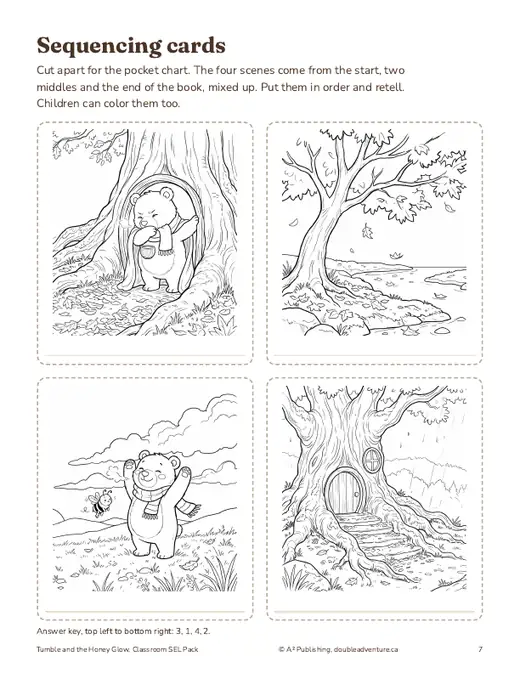 Sequencing cards
Cut apart for the pocket chart. The four scenes come from the start, two
middles and the end of the book, mixed up. Put them in order and retell.
Children can color them too.
Answer key, top left to bottom right: 3, 1, 4, 2.
Tumble and the Honey Glow. Classroom SEL Pack
© A² Publishing, doubleadventure.ca
7